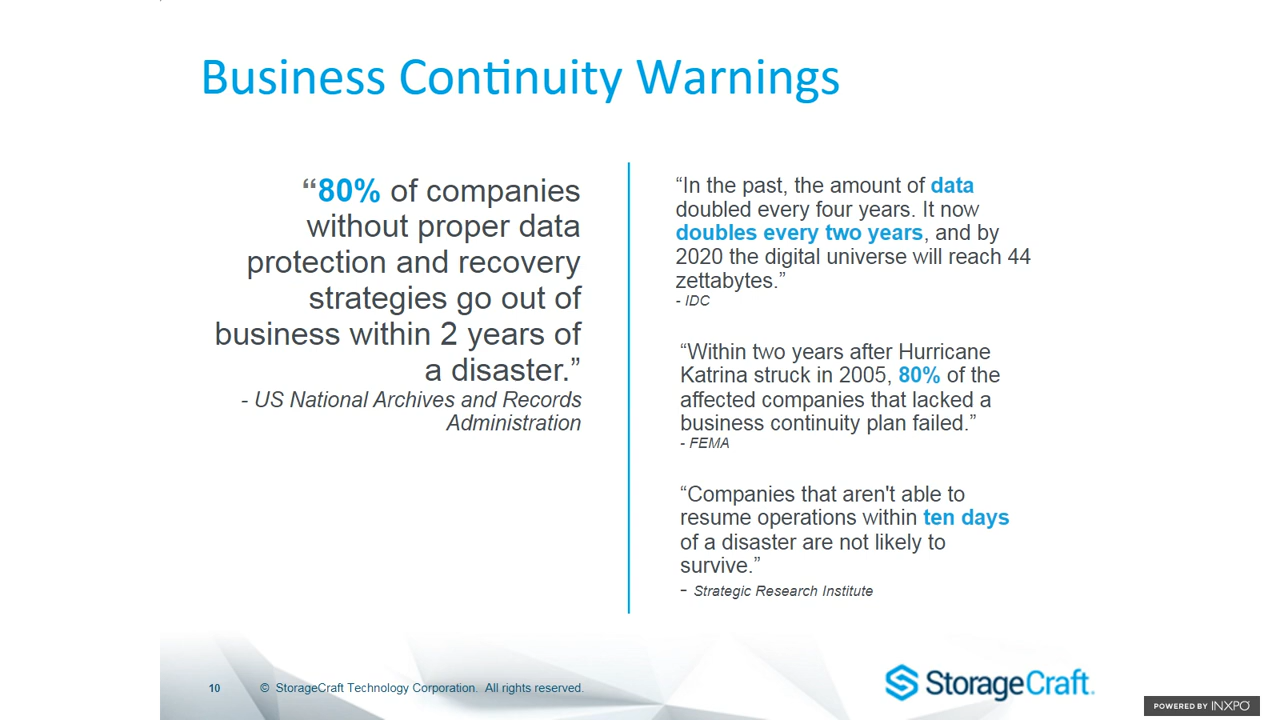 Business Continuity Warnings
“80% of companies
without proper data
protection and recovery
strategies go out of
business within 2 years of
a disaster.”
- US National Archives and Records
Administration
“In the past, the amount of data
doubled every four years. It now
doubles every two years, and by
2020 the digital universe will reach 44
zettabytes.”
- IDC
“Within two years after Hurricane
Katrina struck in 2005, 80% of the
affected companies that lacked a
business continuity plan failed.”
- FEMA
“Companies that aren't able to
resume operations within ten days
of a disaster are not likely to
survive.”
- Strategic Research Institute
10 © StorageCraft Technology Corporation. All rights reserved.
StorageCraft.
POWERED BY INXPO